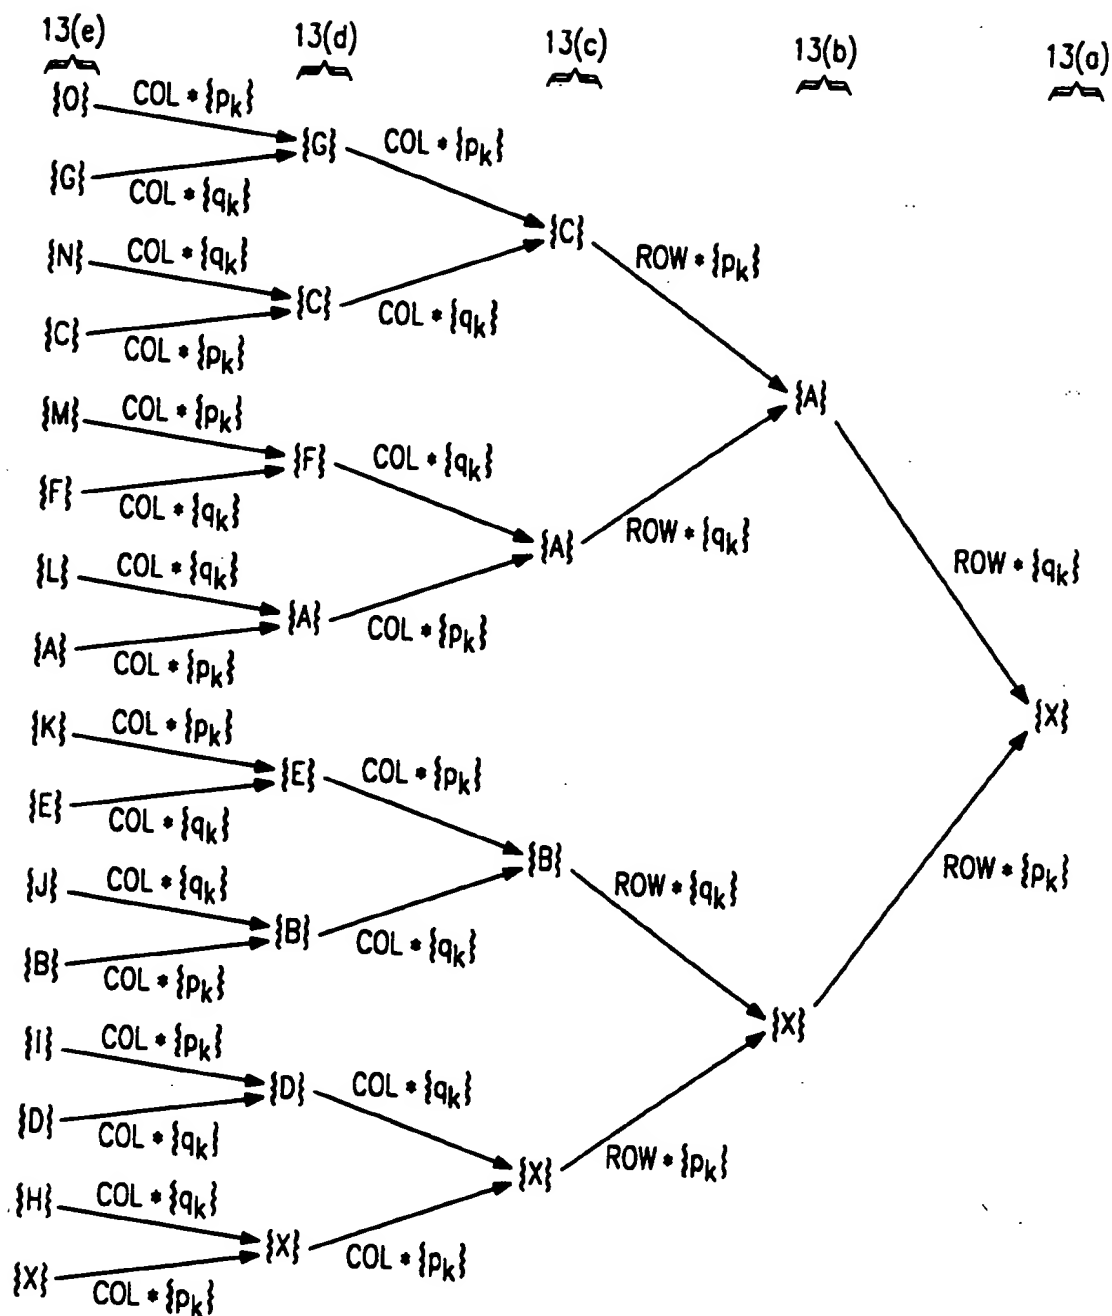 13(e) 13(d) 13(c) 13(b) 13(a)
{O} COL * {pk}
{G} COL * {pk}
{G} COL * {qk}
{C} ROW * {pk}
{N} COL * {qk}
{C} COL * {qk}
{C} COL * {pk}
{A}
{M} COL * {pk}
{F} COL * {qk}
{F} COL * {qk}
{A} ROW * {qk}
ROW * {qk}
{L} COL * {qk}
{A} COL * {pk}
{A} COL * {pk}
{X}
{K} COL * {pk}
{E} COL * {pk}
{E} COL * {qk}
{B} ROW * {qk}
ROW * {pk}
{J} COL * {qk}
{B} COL * {qk}
{B} COL * {pk}
{X}
{I} COL * {pk}
{D} COL * {qk}
{D} COL * {qk}
{X} ROW * {pk}
{H} COL * {qk}
{X} COL * {pk}
{X} COL * {pk}